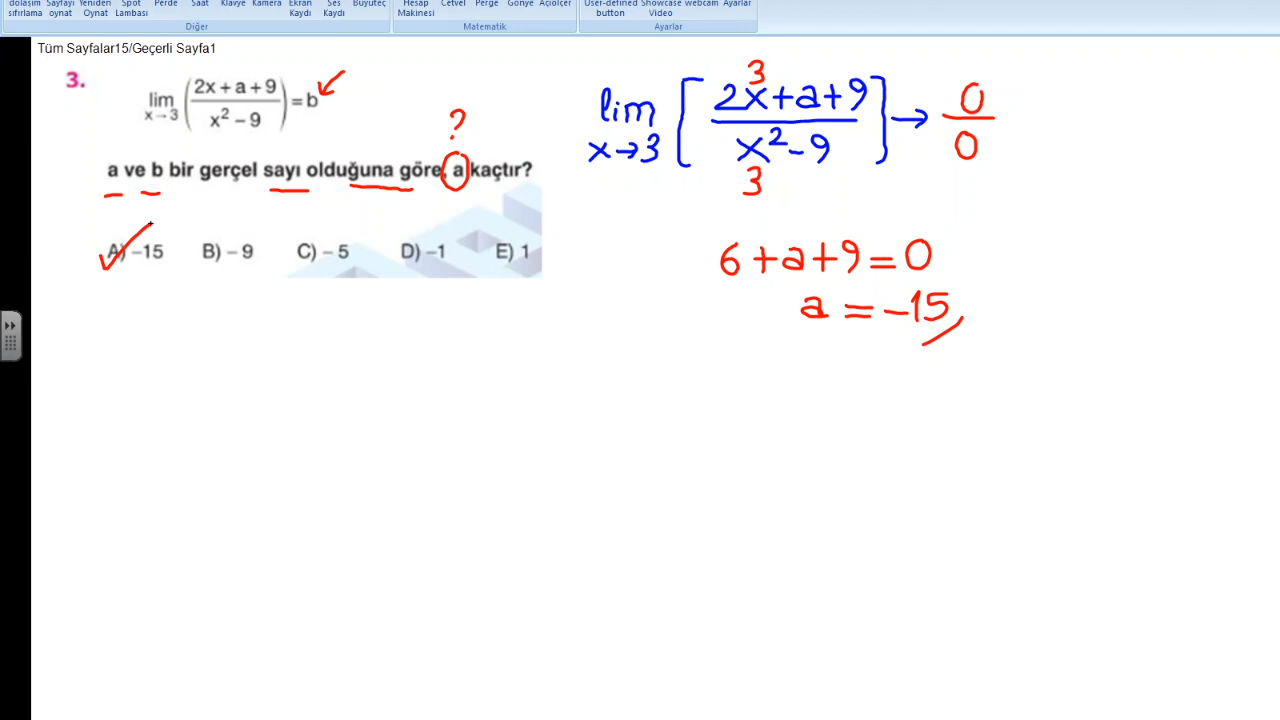 dolaşım Sayfayı Yeniden Spot Perde Saat Klavye Kamera Ekran Ses Büyüteç Hesap Cetvel Perge Gönye Açıölçer User-defined Showcase webcam Ayarlar
sıfırlama oynat Oynat Lambası Kaydı Kaydı Makinesi button Video
Diğer Matematik Ayarlar
Tüm Sayfalar15/Geçerli Sayfa1
3.
lim x→3 ( (2x + a + 9) / (x² – 9) ) = b
?
a ve b bir gerçel sayı olduğuna göre, a kaçtır?
A) –15 B) – 9 C) – 5 D) –1 E) 1
3
lim x→3 [ (2x+a+9) / (x²-9) ] → 0/0
3
6+a+9=0
a = -15